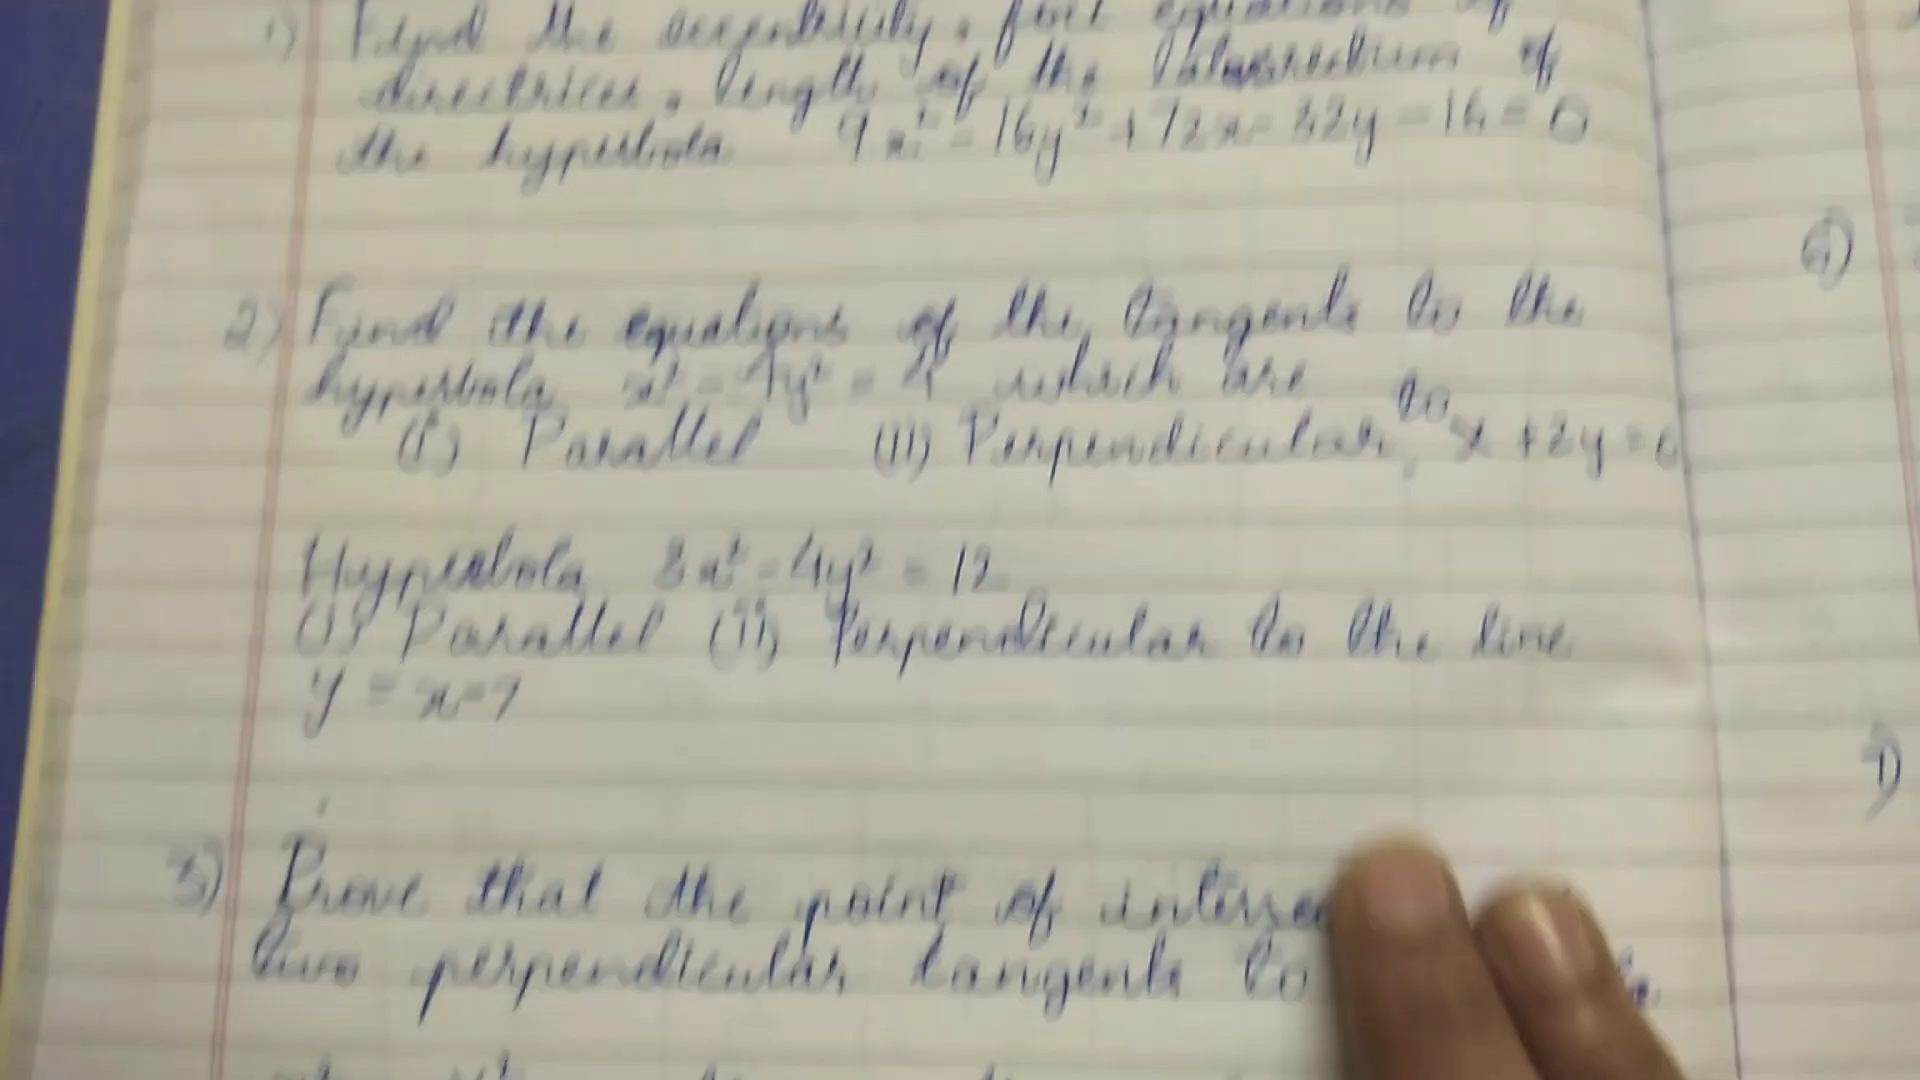 1) Find the eccentricity, foci equations of
directrices, length of the latusrectum of
the hyperbola 9x² - 16y² + 72x - 32y - 16 = 0
2) Find the equations of the tangents to the
hyperbola x² - 4y² = 4 which are
(i) Parallel (ii) Perpendicular to x + 2y = 0
Hyperbola 3x² - 4y² = 12
(i) Parallel (ii) Perpendicular to the line
y = x - 7
3) Prove that the point of
two perpendicular tangents to
6)
7)